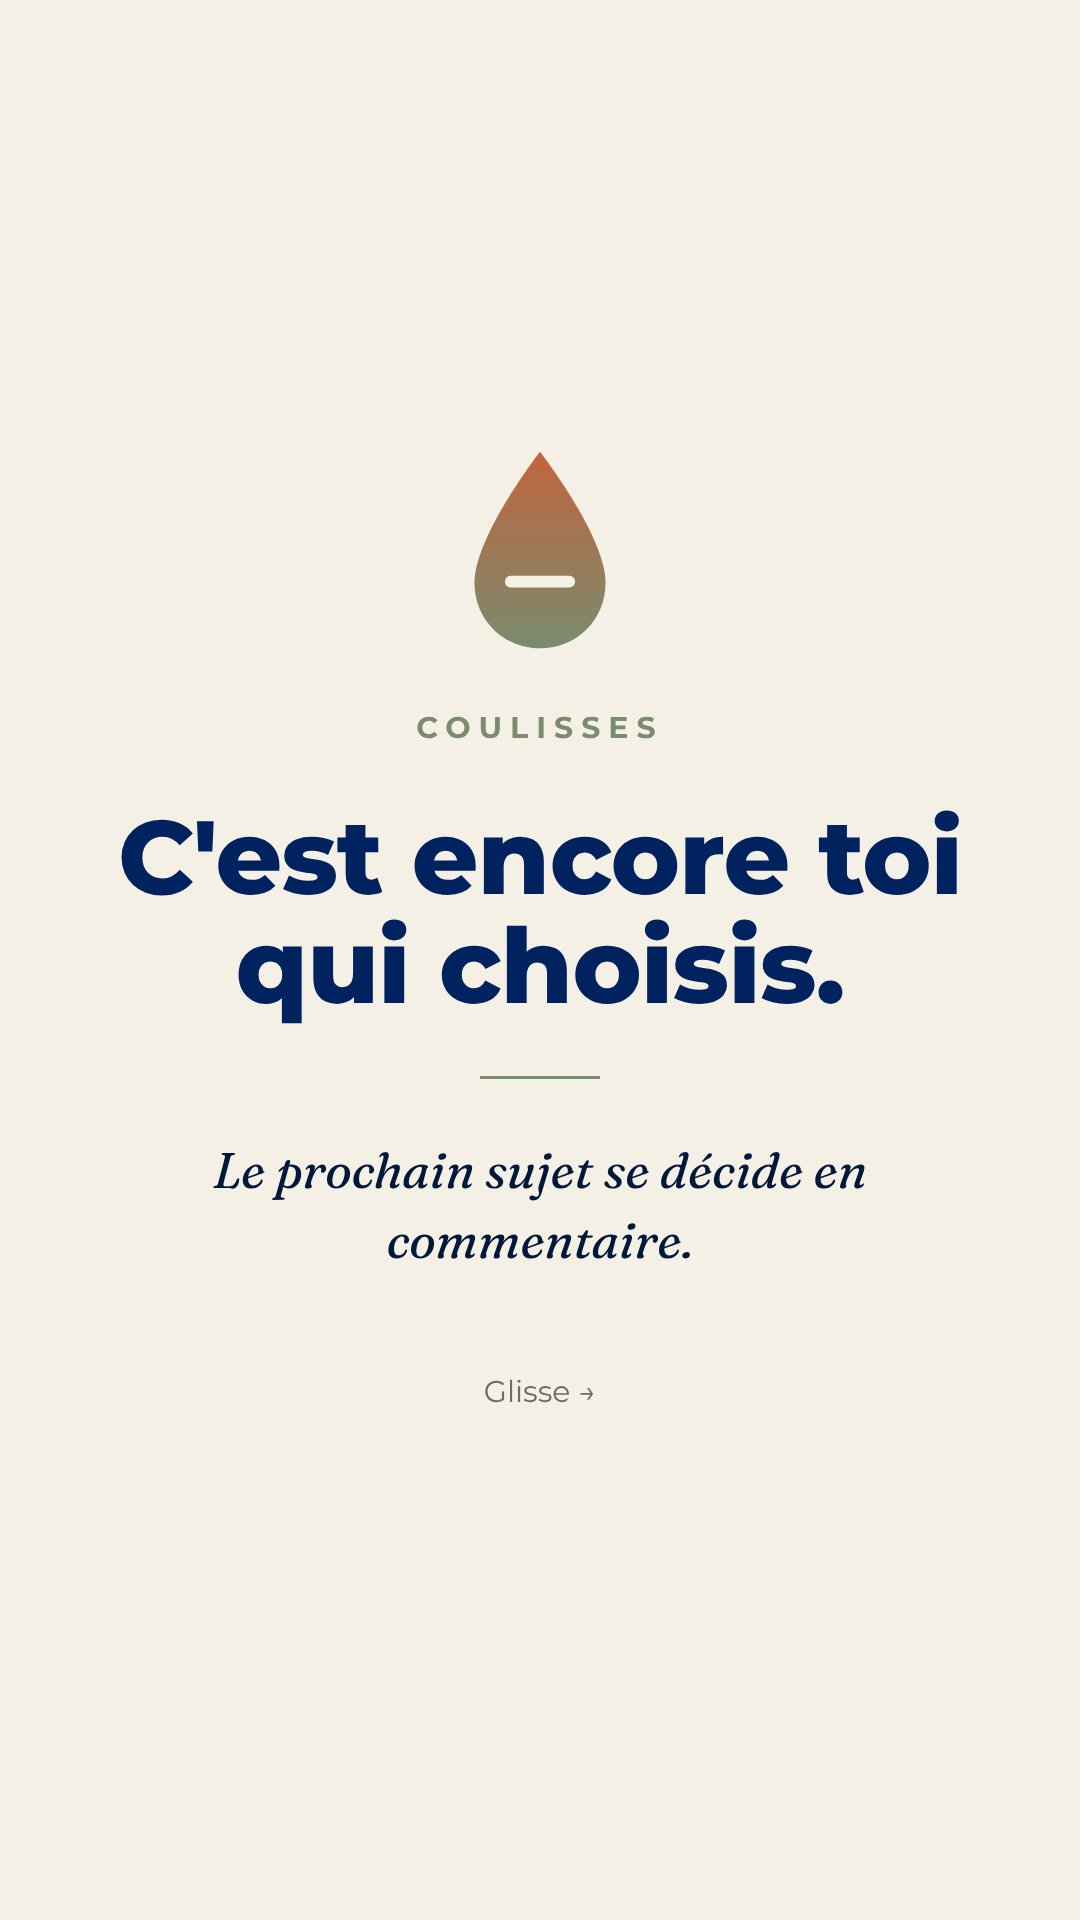 COULISSES
C'est encore toi
qui choisis.
Le prochain sujet se décide en
commentaire.
Glisse →